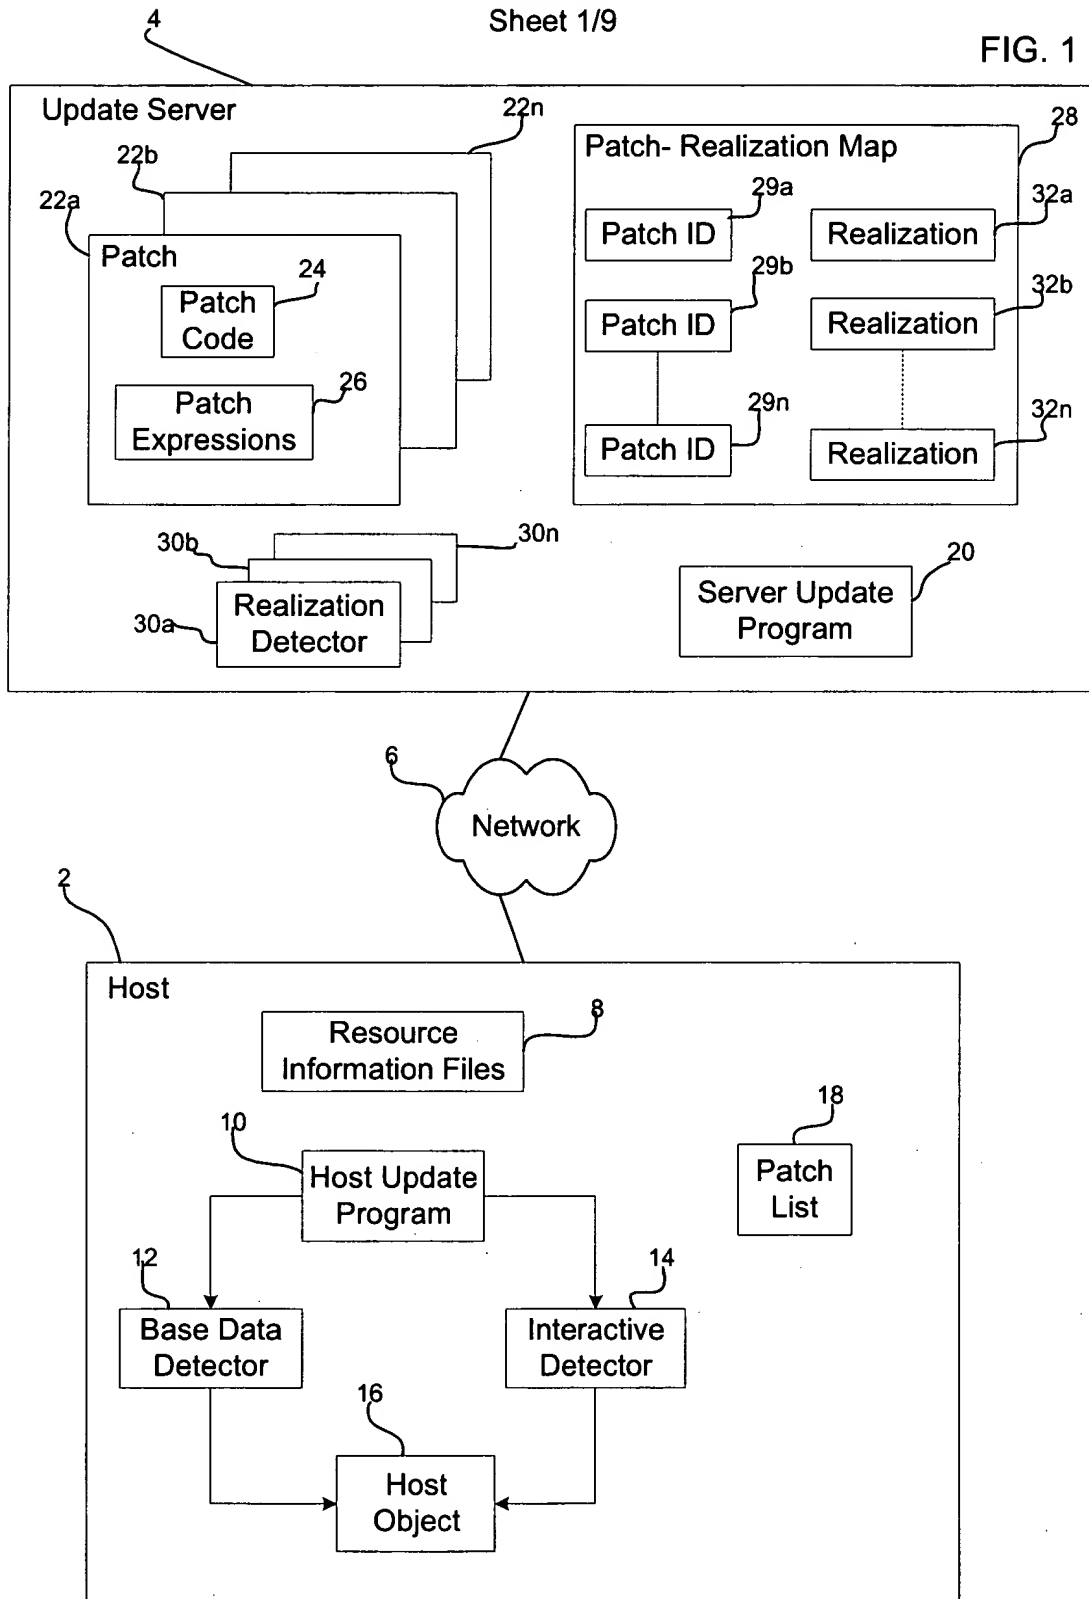 Sheet 1/9
FIG. 1
4
Update Server
22n
22b
22a
Patch
24
Patch
Code
26
Patch
Expressions
28
Patch- Realization Map
29a
32a
Patch ID
Realization
29b
32b
Patch ID
Realization
29n
32n
Patch ID
Realization
30b
30n
30a
Realization
Detector
20
Server Update
Program
6
Network
2
Host
8
Resource
Information Files
10
Host Update
Program
18
Patch
List
12
Base Data
Detector
14
Interactive
Detector
16
Host
Object